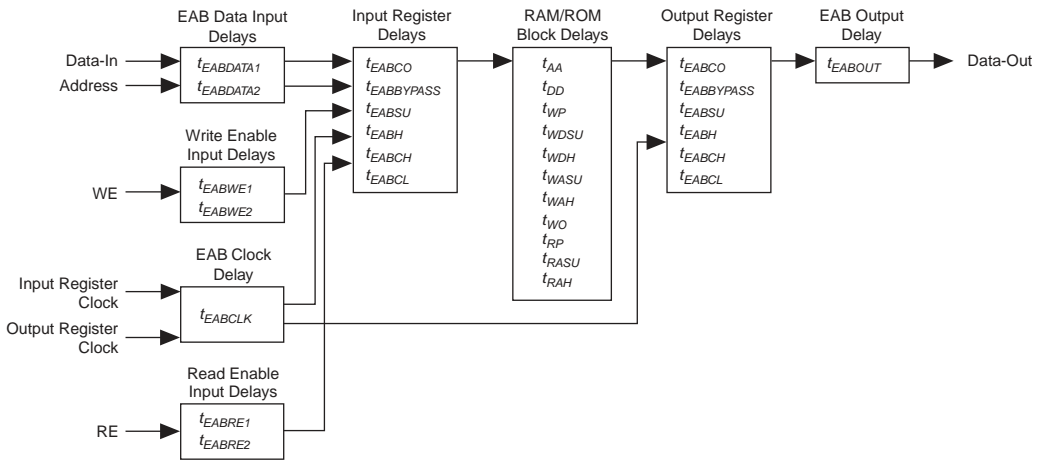 EAB Data Input
Delays
Data-In
Address
tEABDATA1
tEABDATA2
Write Enable
Input Delays
WE
tEABWE1
tEABWE2
EAB Clock
Delay
Input Register
Clock
Output Register
Clock
tEABCLK
Read Enable
Input Delays
RE
tEABRE1
tEABRE2
Input Register
Delays
tEABCO
tEABBYPASS
tEABSU
tEABH
tEABCH
tEABCL
RAM/ROM
Block Delays
tAA
tDD
tWP
tWDSU
tWDH
tWASU
tWAH
tWO
tRP
tRASU
tRAH
Output Register
Delays
tEABCO
tEABBYPASS
tEABSU
tEABH
tEABCH
tEABCL
EAB Output
Delay
tEABOUT
Data-Out